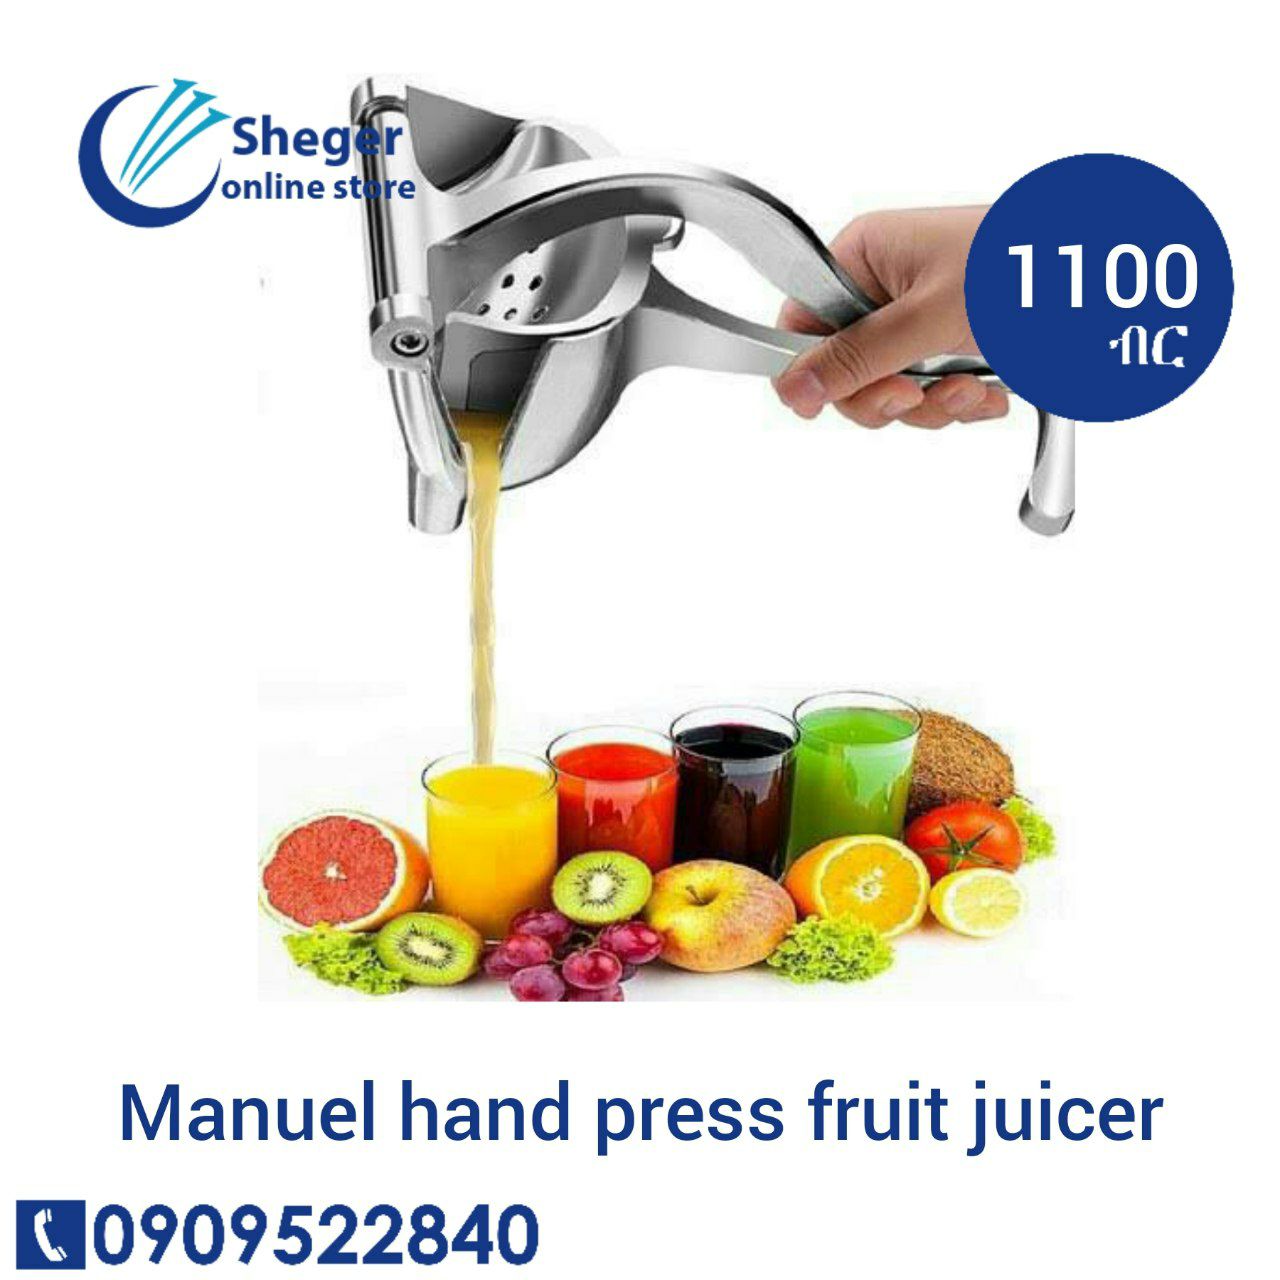 Sheger
online store
1100
ብር
Manuel hand press fruit juicer
0909522840